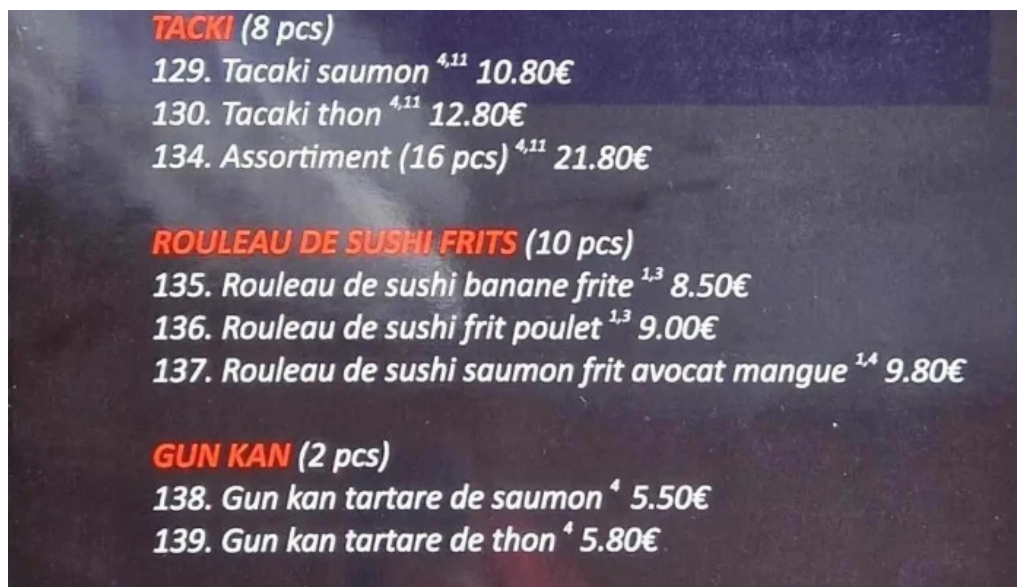 TACKI (8 pcs)
129. Tacaki saumon 4,11 10.80€
130. Tacaki thon 4,11 12.80€
134. Assortiment (16 pcs) 4,11 21.80€
ROULEAU DE SUSHI FRITS (10 pcs)
135. Rouleau de sushi banane frite 1,3 8.50€
136. Rouleau de sushi frit poulet 1,3 9.00€
137. Rouleau de sushi saumon frit avocat mangue 1,4 9.80€
GUN KAN (2 pcs)
138. Gun kan tartare de saumon 4 5.50€
139. Gun kan tartare de thon 4 5.80€